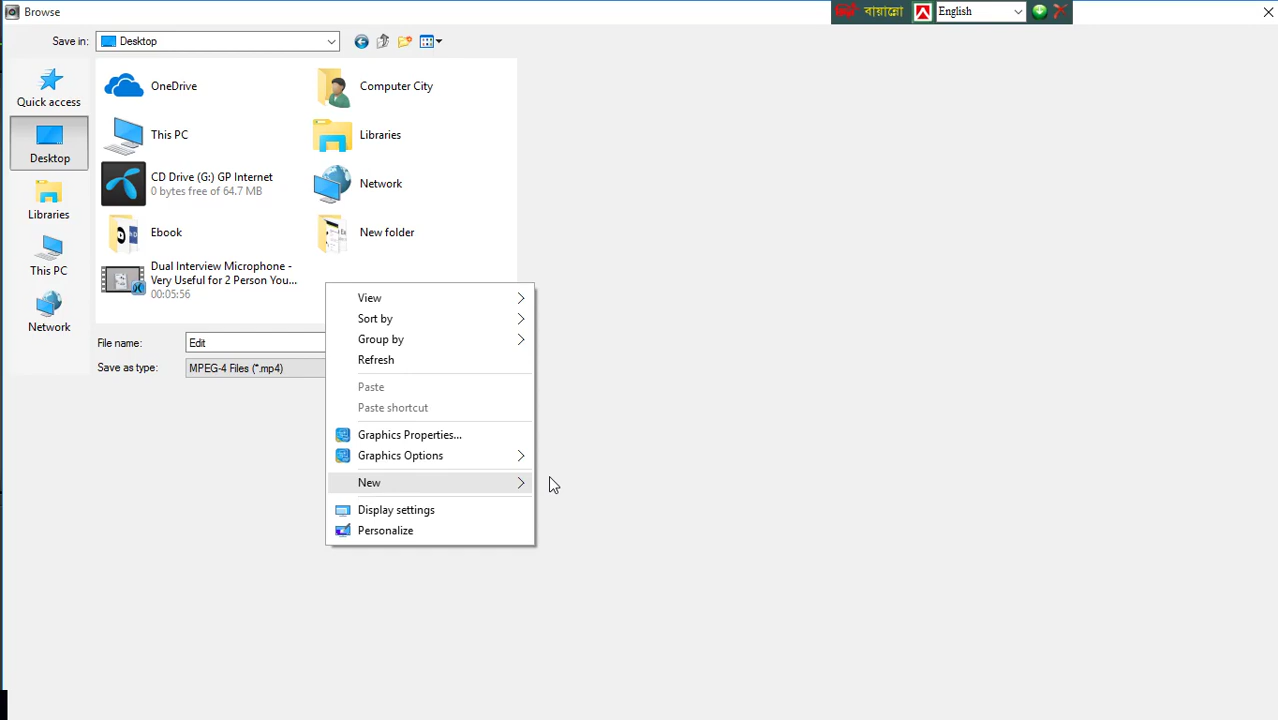 Browse
বায়ান্নো
English
Save in:
Desktop
Quick access
Desktop
Libraries
This PC
Network
OneDrive
Computer City
This PC
Libraries
CD Drive (G:) GP Internet
0 bytes free of 64.7 MB
Network
Ebook
New folder
Dual Interview Microphone -
Very Useful for 2 Person You...
00:05:56
File name:
Edit
Save as type:
MPEG-4 Files (*.mp4)
View
Sort by
Group by
Refresh
Paste
Paste shortcut
Graphics Properties...
Graphics Options
New
Display settings
Personalize